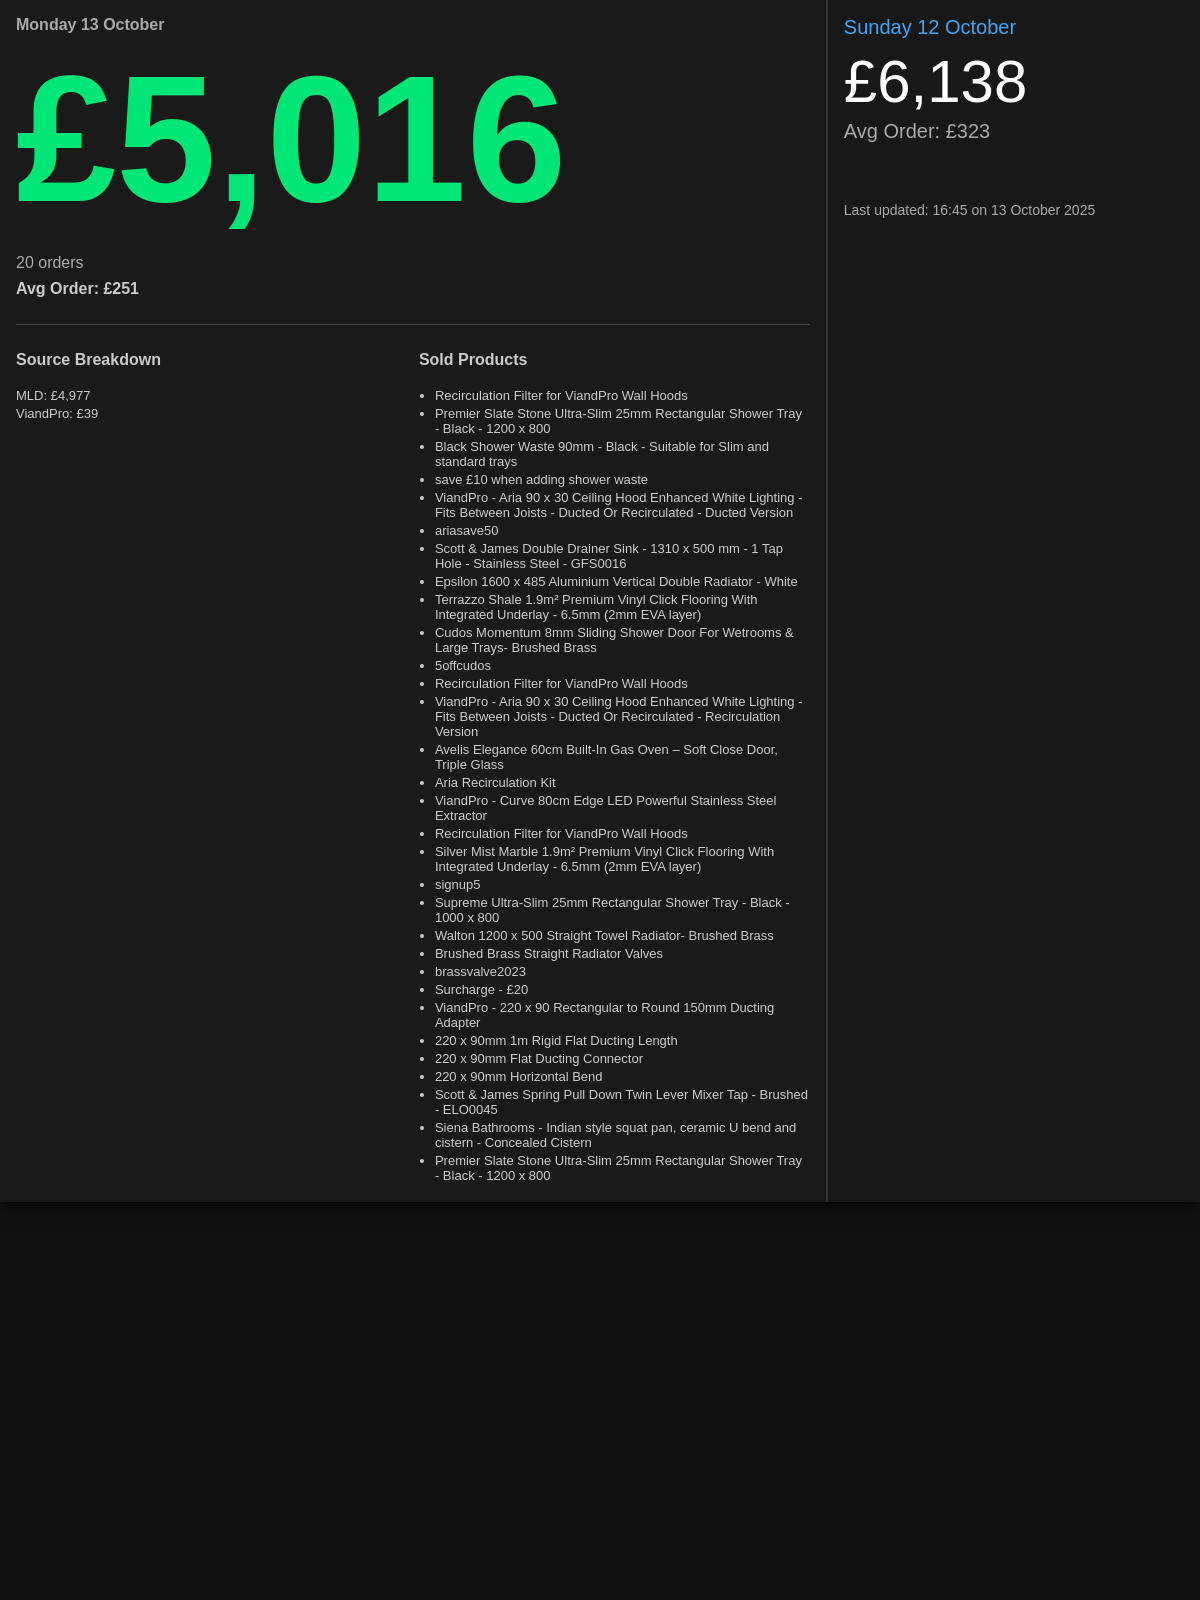 Monday 13 October
£5,016
20 orders
Avg Order: £251
Source Breakdown
MLD: £4,977
ViandPro: £39
Sold Products
• Recirculation Filter for ViandPro Wall Hoods
• Premier Slate Stone Ultra-Slim 25mm Rectangular Shower Tray
- Black - 1200 x 800
• Black Shower Waste 90mm - Black - Suitable for Slim and
standard trays
• save £10 when adding shower waste
• ViandPro - Aria 90 x 30 Ceiling Hood Enhanced White Lighting -
Fits Between Joists - Ducted Or Recirculated - Ducted Version
• ariasave50
• Scott & James Double Drainer Sink - 1310 x 500 mm - 1 Tap
Hole - Stainless Steel - GFS0016
• Epsilon 1600 x 485 Aluminium Vertical Double Radiator - White
• Terrazzo Shale 1.9m² Premium Vinyl Click Flooring With
Integrated Underlay - 6.5mm (2mm EVA layer)
• Cudos Momentum 8mm Sliding Shower Door For Wetrooms &
Large Trays- Brushed Brass
• 5offcudos
• Recirculation Filter for ViandPro Wall Hoods
• ViandPro - Aria 90 x 30 Ceiling Hood Enhanced White Lighting -
Fits Between Joists - Ducted Or Recirculated - Recirculation
Version
• Avelis Elegance 60cm Built-In Gas Oven – Soft Close Door,
Triple Glass
• Aria Recirculation Kit
• ViandPro - Curve 80cm Edge LED Powerful Stainless Steel
Extractor
• Recirculation Filter for ViandPro Wall Hoods
• Silver Mist Marble 1.9m² Premium Vinyl Click Flooring With
Integrated Underlay - 6.5mm (2mm EVA layer)
• signup5
• Supreme Ultra-Slim 25mm Rectangular Shower Tray - Black -
1000 x 800
• Walton 1200 x 500 Straight Towel Radiator- Brushed Brass
• Brushed Brass Straight Radiator Valves
• brassvalve2023
• Surcharge - £20
• ViandPro - 220 x 90 Rectangular to Round 150mm Ducting
Adapter
• 220 x 90mm 1m Rigid Flat Ducting Length
• 220 x 90mm Flat Ducting Connector
• 220 x 90mm Horizontal Bend
• Scott & James Spring Pull Down Twin Lever Mixer Tap - Brushed
- ELO0045
• Siena Bathrooms - Indian style squat pan, ceramic U bend and
cistern - Concealed Cistern
• Premier Slate Stone Ultra-Slim 25mm Rectangular Shower Tray
- Black - 1200 x 800
Sunday 12 October
£6,138
Avg Order: £323
Last updated: 16:45 on 13 October 2025